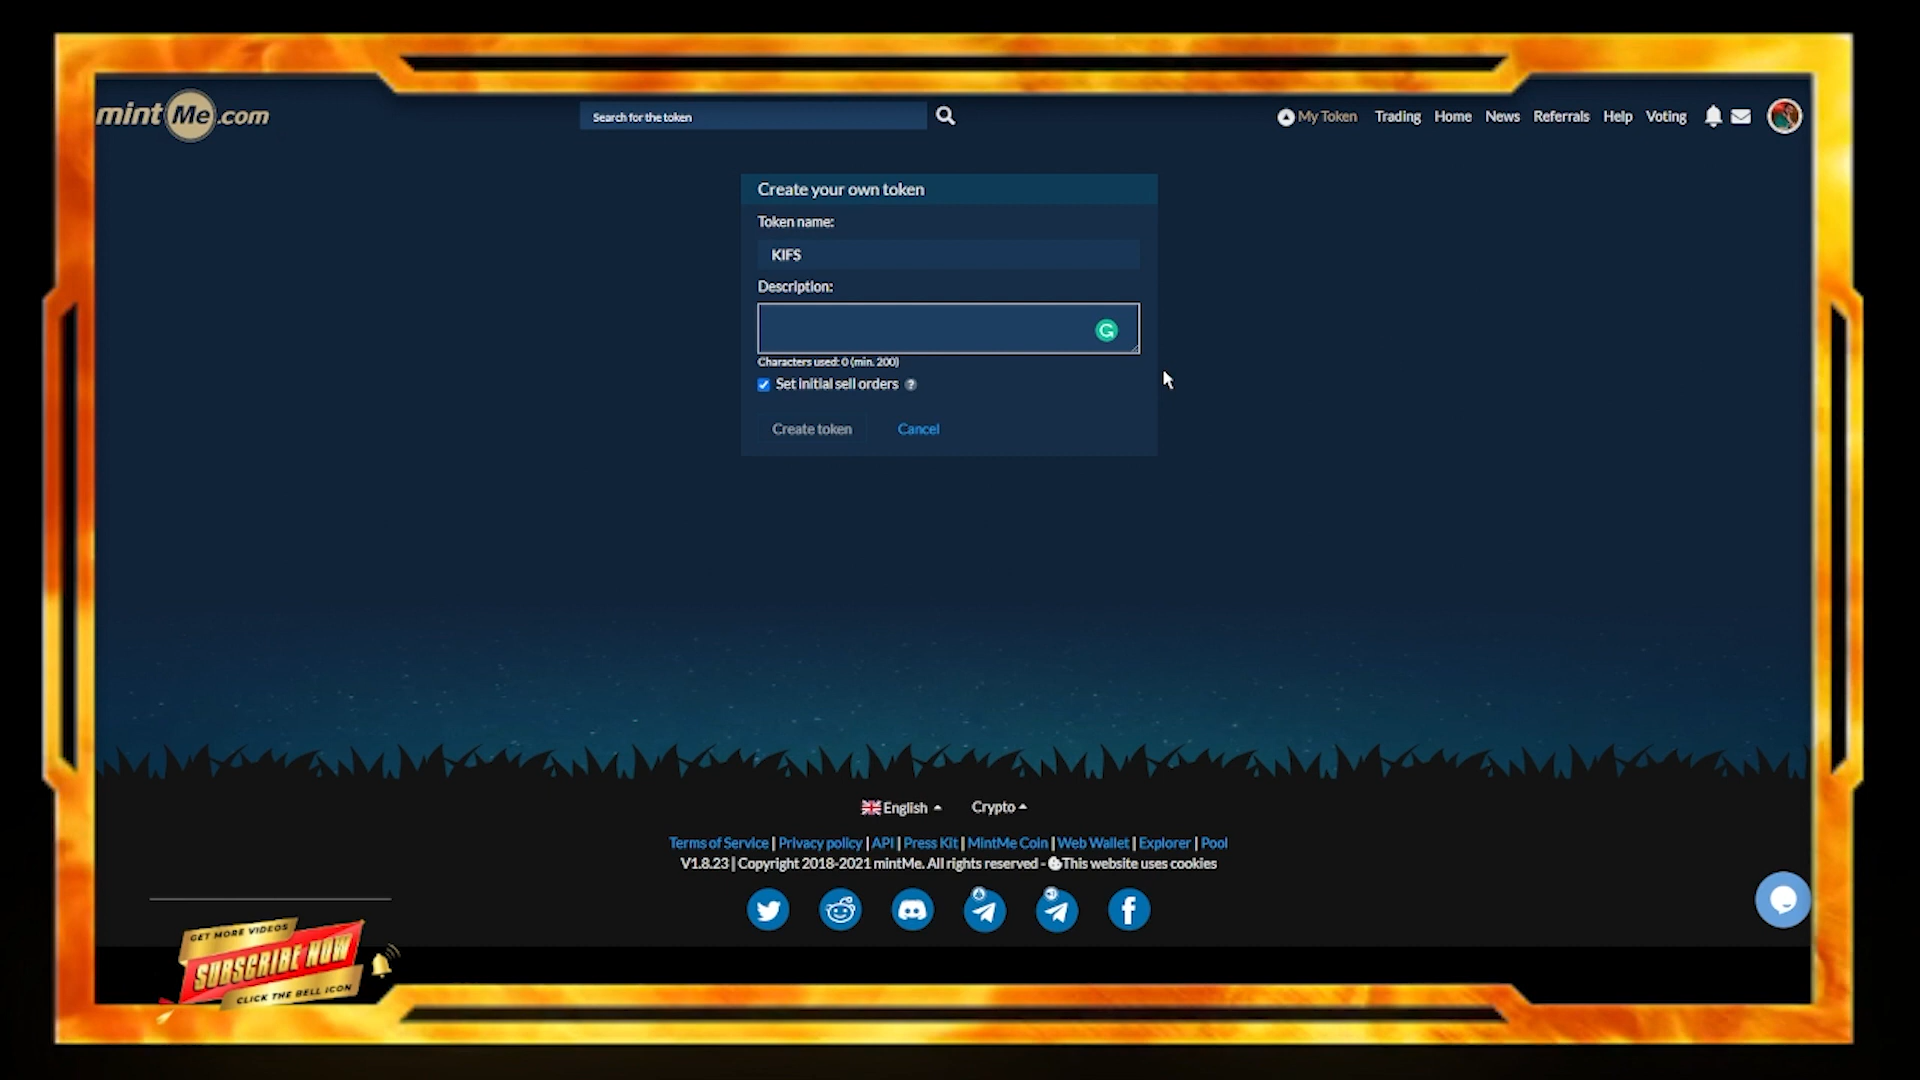 mintMe.com
Search for the token
My Token Trading Home News Referrals Help Voting
Create your own token
Token name:
KIFS
Description:
Characters used: 0 (min. 200)
Set initial sell orders ?
Create token Cancel
English Crypto
Terms of Service | Privacy policy | API | Press Kit | MintMe Coin | Web Wallet | Explorer | Pool
V1.8.23 | Copyright 2018-2021 mintMe. All rights reserved - This website uses cookies
GET MORE VIDEOS
SUBSCRIBE NOW
CLICK THE BELL ICON